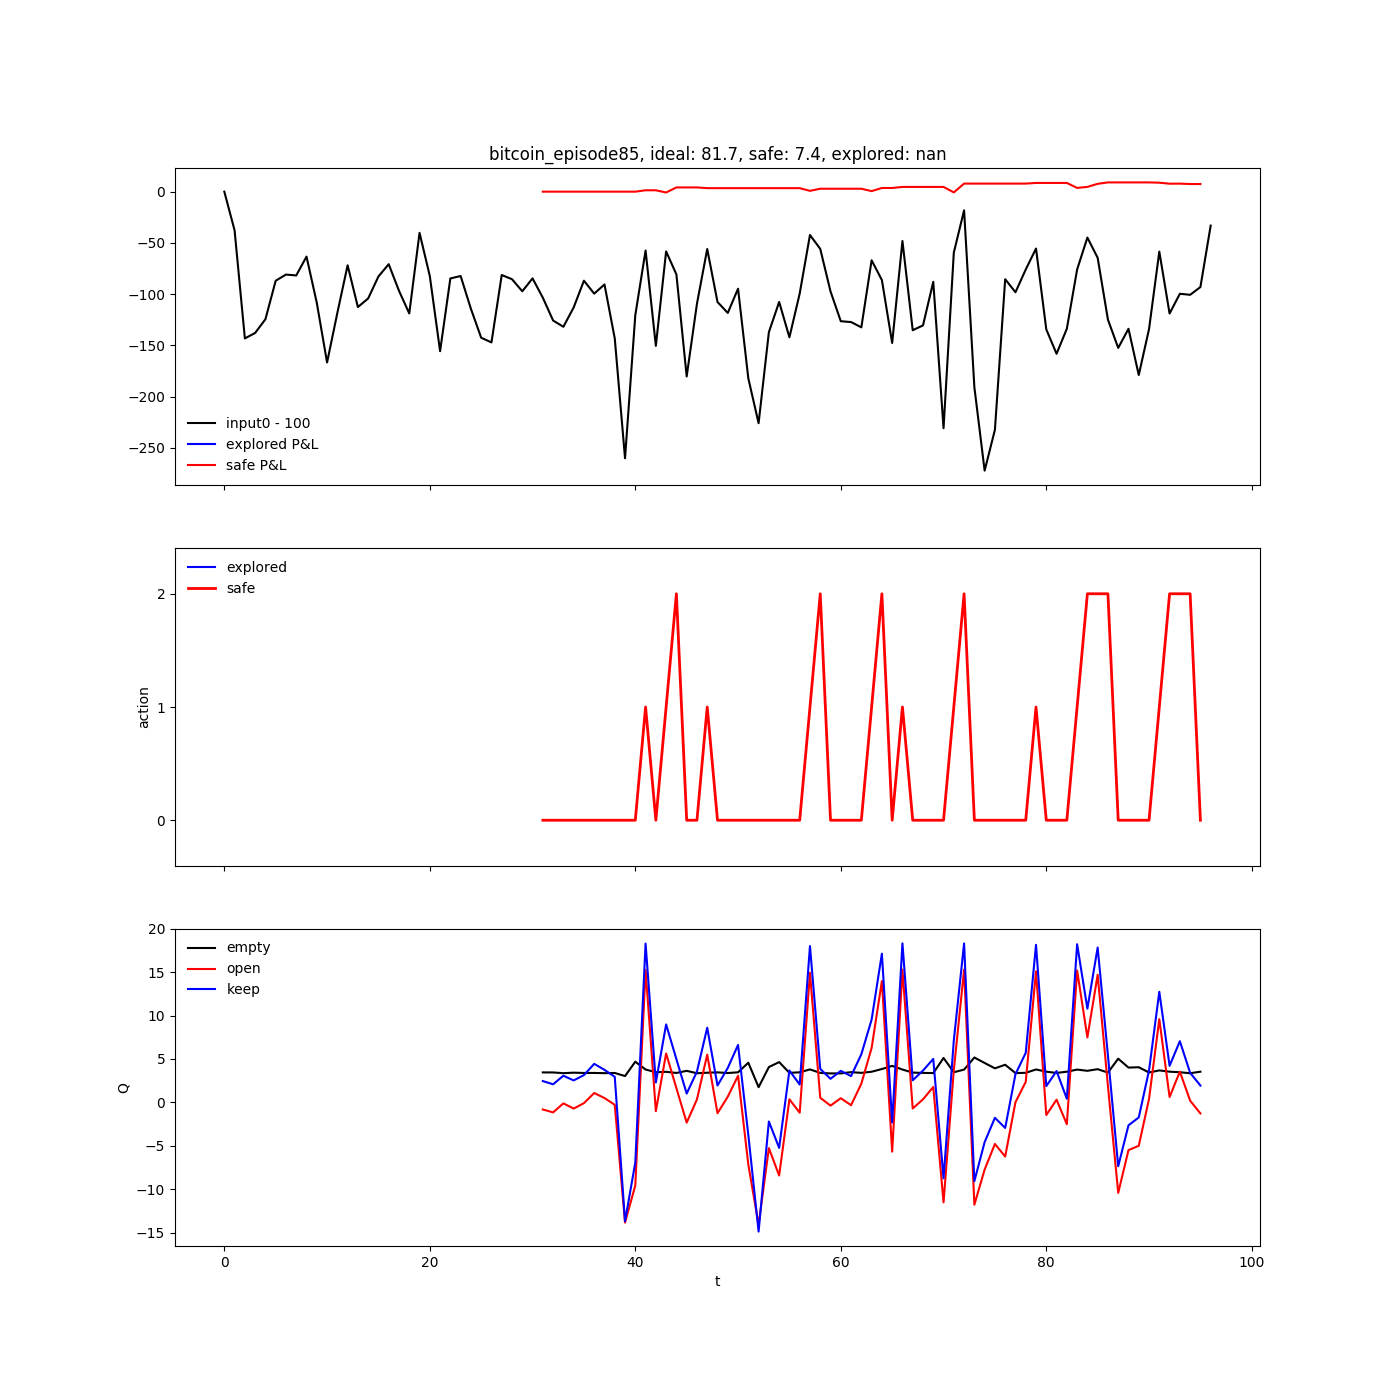 bitcoin_episode85, ideal: 81.7, safe: 7.4, explored: nan
0
−50
−100
−150
−200
−250
input0 - 100
explored P&L
safe P&L
2
1
0
action
explored
safe
20
15
10
5
0
−5
−10
−15
Q
empty
open
keep
0 20 40 60 80 100
t